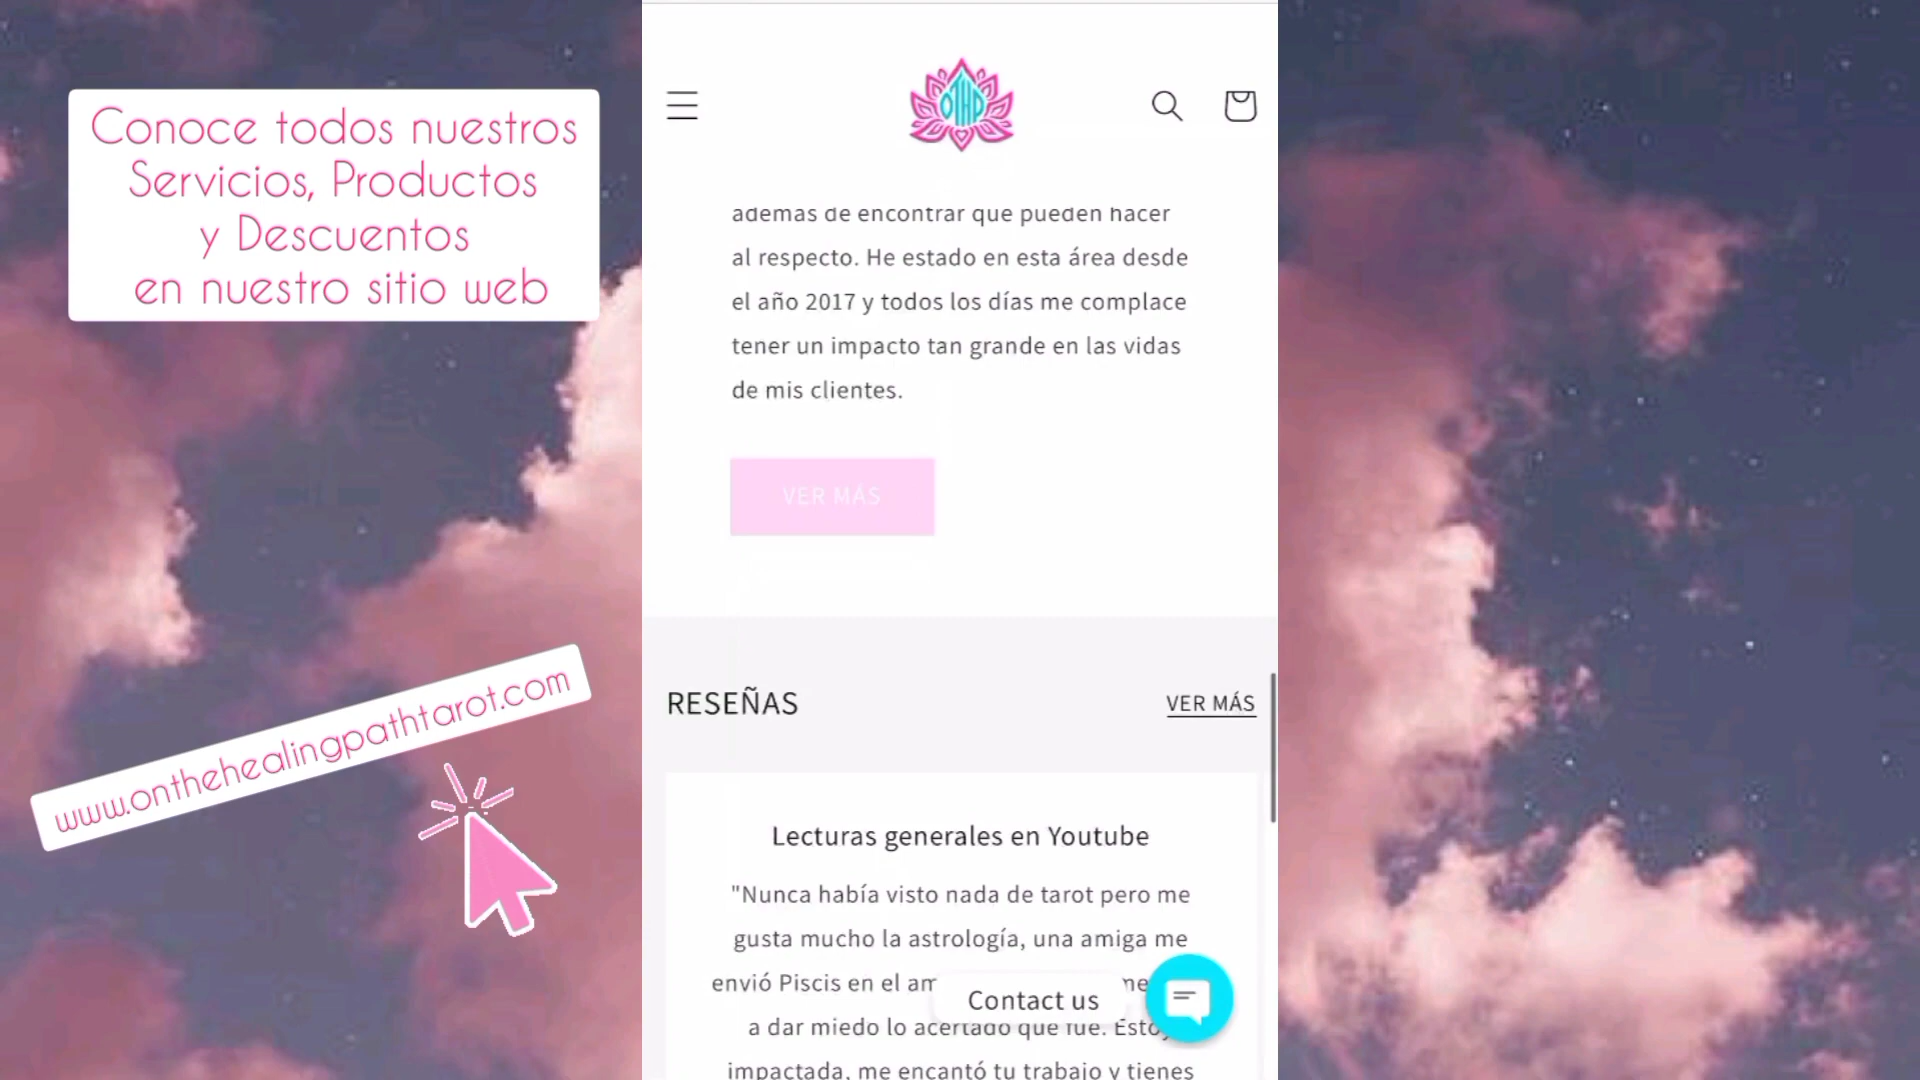 Conoce todos nuestros
Servicios, Productos
y Descuentos
en nuestro sitio web
www.onthehealingpathtarot.com
OTHP
ademas de encontrar que pueden hacer
al respecto. He estado en esta área desde
el año 2017 y todos los días me complace
tener un impacto tan grande en las vidas
de mis clientes.
VER MÁS
RESEÑAS
VER MÁS
Lecturas generales en Youtube
"Nunca había visto nada de tarot pero me
gusta mucho la astrología, una amiga me
envió Piscis en el
Contact us
a dar miedo lo acertado que fue.
impactada, me encantó tu trabajo y tienes